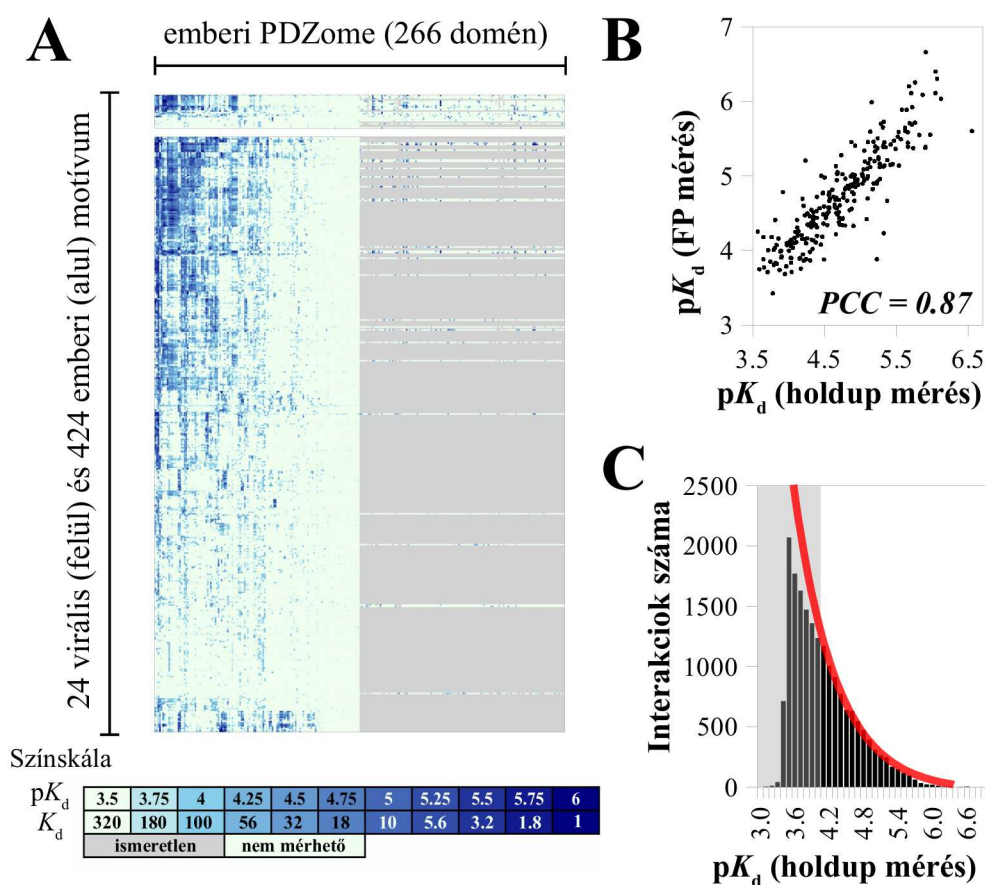 A
emberi PDZome (266 domén)
24 virális (felül) és 424 emberi (alul) motívum
Színskála
pKd 3.5 3.75 4 4.25 4.5 4.75 5 5.25 5.5 5.75 6
Kd 320 180 100 56 32 18 10 5.6 3.2 1.8 1
ismeretlen nem mérhető
B
pKd (FP mérés)
7
6
5
4
3
PCC = 0.87
3.5 4.5 5.5 6.5
pKd (holdup mérés)
C
Interakciok száma
2500
2000
1500
1000
500
0
3.0 3.6 4.2 4.8 5.4 6.0 6.6
pKd (holdup mérés)